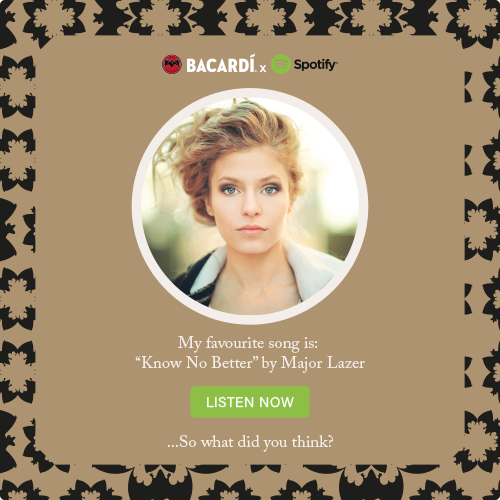 BACARDÍ. x Spotify®
My favourite song is:
“Know No Better” by Major Lazer
LISTEN NOW
...So what did you think?